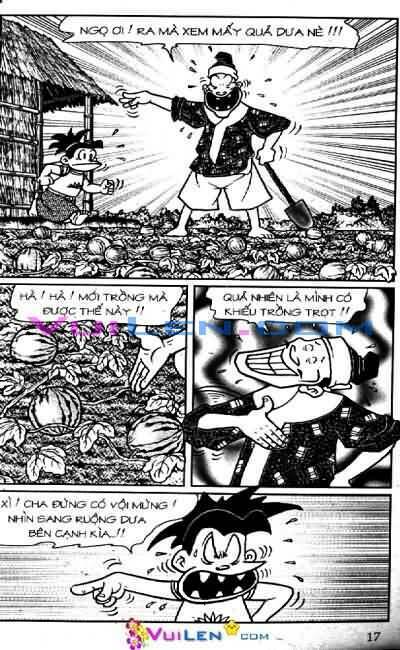 NGỌ ƠI ! RA MÀ XEM MẤY QUẢ DƯA NÈ !!!
HÀ ! HÀ ! MỚI TRỒNG MÀ
ĐƯỢC THẾ NÀY !!
QUẢ NHIÊN LÀ MÌNH CÓ
KHIẾU TRỒNG TRỌT !!
VUILEN.COM
XÌ ! CHA ĐỪNG CÓ VỘI MỪNG !
NHÌN SANG RUỘNG DƯA
BÊN CẠNH KÌA..!!
17
VUILEN COM